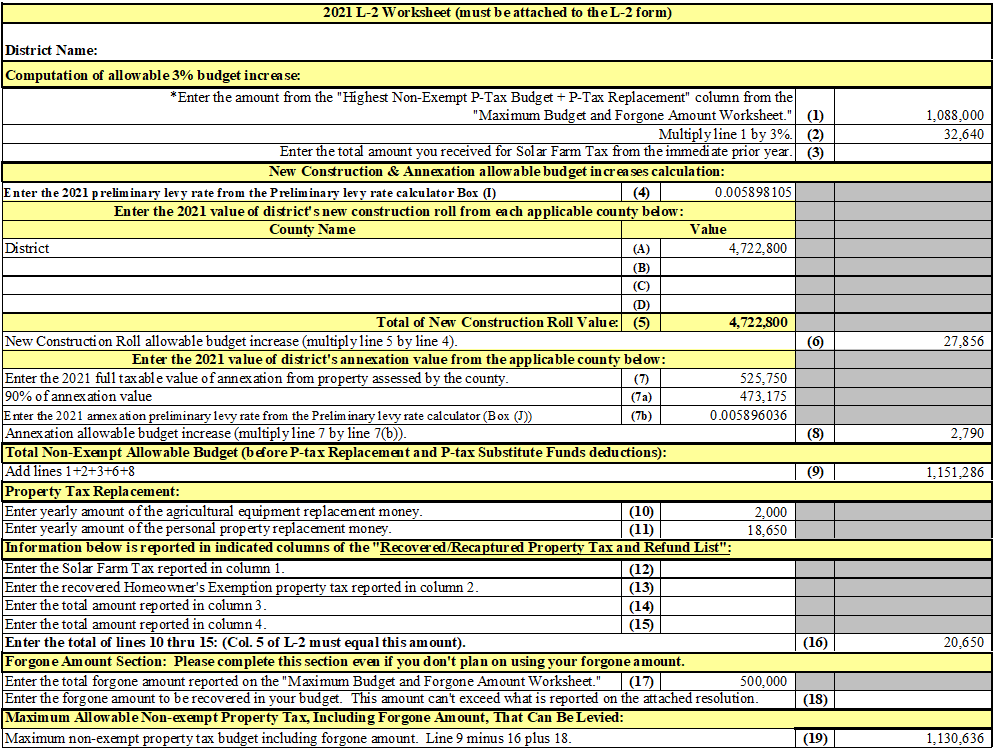 2021 L-2 Worksheet (must be attached to the L-2 form)
District Name:
Computation of allowable 3% budget increase:
*Enter the amount from the "Highest Non-Exempt P-Tax Budget + P-Tax Replacement" column from the
"Maximum Budget and Forgone Amount Worksheet." (1) 1,088,000
Multiply line 1 by 3%. (2) 32,640
Enter the total amount you received for Solar Farm Tax from the immediate prior year. (3)
New Construction & Annexation allowable budget increases calculation:
Enter the 2021 preliminary levy rate from the Preliminary levy rate calculator Box (I) (4) 0.005898105
Enter the 2021 value of district's new construction roll from each applicable county below:
County Name Value
District (A) 4,722,800
(B)
(C)
(D)
Total of New Construction Roll Value: (5) 4,722,800
New Construction Roll allowable budget increase (multiply line 5 by line 4). (6) 27,856
Enter the 2021 value of district's annexation value from the applicable county below:
Enter the 2021 full taxable value of annexation from property assessed by the county. (7) 525,750
90% of annexation value (7a) 473,175
Enter the 2021 annexation preliminary levy rate from the Preliminary levy rate calculator (Box (J)) (7b) 0.005896036
Annexation allowable budget increase (multiply line 7 by line 7(b)). (8) 2,790
Total Non-Exempt Allowable Budget (before P-tax Replacement and P-tax Substitute Funds deductions):
Add lines 1+2+3+6+8 (9) 1,151,286
Property Tax Replacement:
Enter yearly amount of the agricultural equipment replacement money. (10) 2,000
Enter yearly amount of the personal property replacement money. (11) 18,650
Information below is reported in indicated columns of the "Recovered/Recaptured Property Tax and Refund List":
Enter the Solar Farm Tax reported in column 1. (12)
Enter the recovered Homeowner's Exemption property tax reported in column 2. (13)
Enter the total amount reported in column 3. (14)
Enter the total amount reported in column 4. (15)
Enter the total of lines 10 thru 15: (Col. 5 of L-2 must equal this amount). (16) 20,650
Forgone Amount Section: Please complete this section even if you don't plan on using your forgone amount.
Enter the total forgone amount reported on the "Maximum Budget and Forgone Amount Worksheet." (17) 500,000
Enter the forgone amount to be recovered in your budget. This amount can't exceed what is reported on the attached resolution. (18)
Maximum Allowable Non-exempt Property Tax, Including Forgone Amount, That Can Be Levied:
Maximum non-exempt property tax budget including forgone amount. Line 9 minus 16 plus 18. (19) 1,130,636